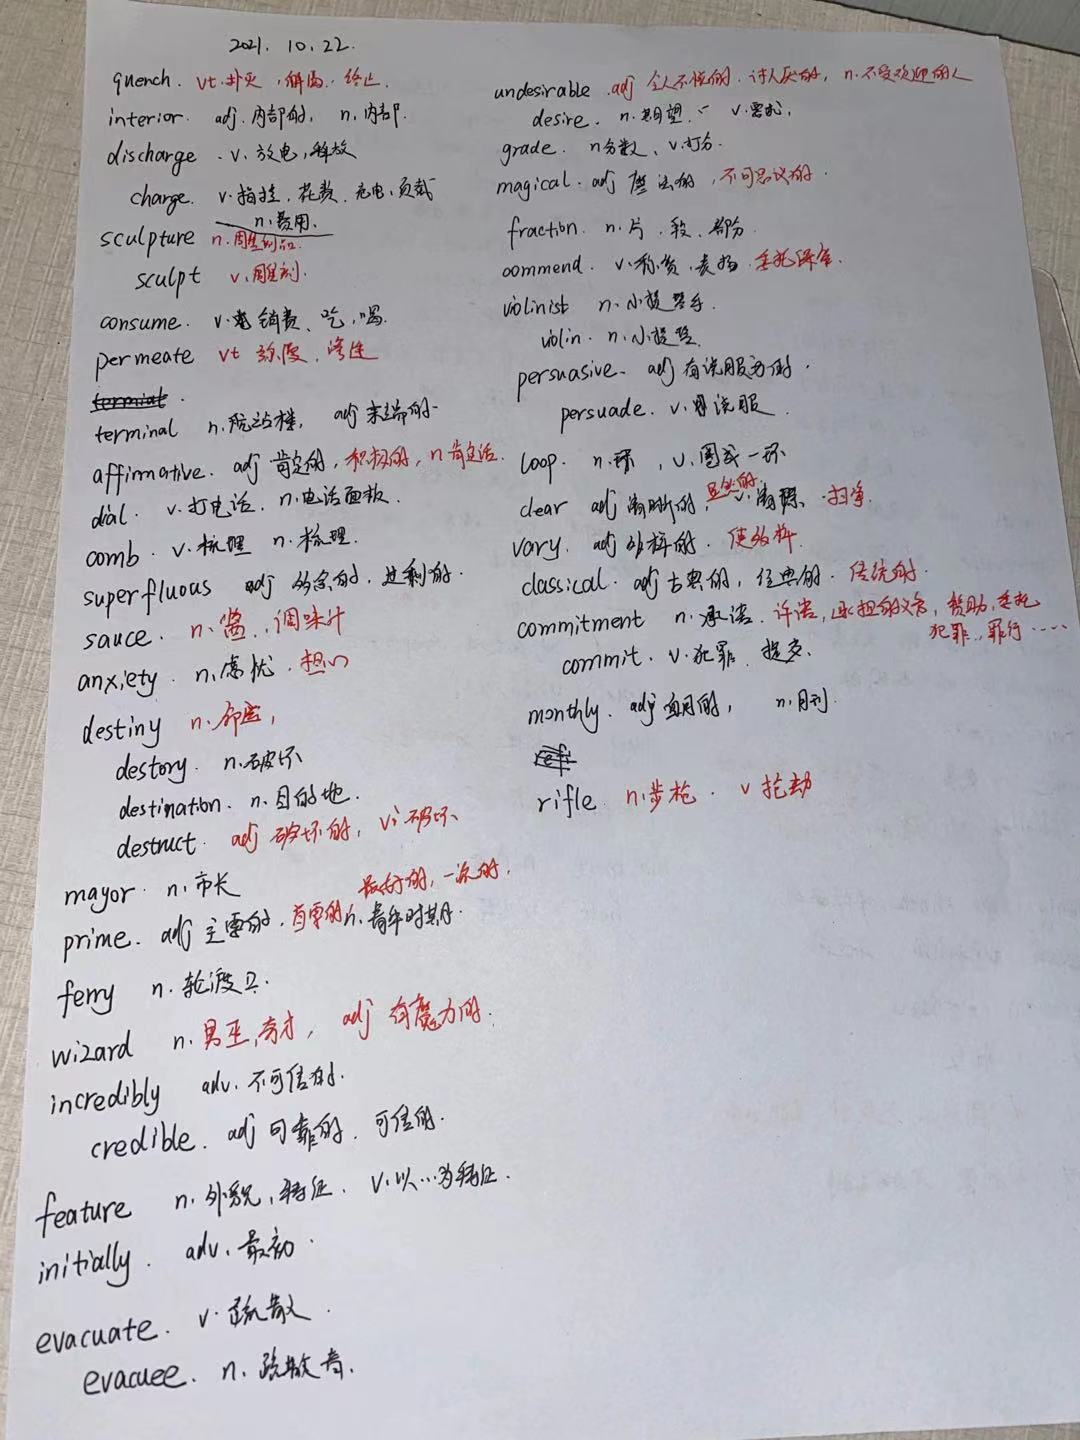 2021. 10. 22.
quench. vt. 扑灭, 解渴. 终止.
interior. adj. 内部的, n. 内部.
discharge. v. 放电, 释放
charge. v. 指控, 花费, 充电, 负载
n. 费用.
sculpture n. 雕刻品.
sculpt v. 雕刻.
consume. v. 销费、吃, 喝.
permeate vt 弥漫, 渗透
terminal n. 航站楼, adj 末端的.
affirmative. adj 肯定的, 积极的, n. 肯定话.
dial. v. 打电话, n. 电话面板.
comb. v. 梳理 n. 梳理.
superfluous adj 多余的, 过剩的.
sauce. n. 酱, 调味汁
anxiety. n. 虑忧. 担心
destiny n. 命运,
destory. n. 破坏
destination. n. 目的地.
destruct. adj 破坏的, vi 破坏
mayor. n. 市长
最好的, 一流的,
prime. adj 主要的, 首要的 n. 青年时期.
ferry n. 轮渡
wizard n. 男巫, 奇才, adj 有魔力的.
incredibly adv. 不可信的.
credible. adj 可靠的, 可信的.
feature n. 外貌, 特征. v. 以…为特征.
initially. adv. 最初.
evacuate. v. 疏散.
evacuee. n. 疏散者.
undesirable. adj 令人不悦的. 讨人厌的, n. 不受欢迎的人
desire. n. 期望, v. 需求,
grade. n 分数、v. 打分.
magical. adj 魔法的, 不可思议的.
fraction. n. 片, 段, 部分
commend. v. 称赞, 表扬, 委托保管.
violinist n. 小提琴手.
violin. n. 小提琴
persuasive. adj 有说服力的.
persuade. v. 说服.
loop. n. 环, v. 围成一环
显然的,
clear adj 清晰的, v. 清理. 扫净.
vary. adj 多样的. 使多样.
classical. adj 古典的, 经典的. 传统的.
commitment n. 承诺. 许诺, 承担的义务, 赞助, 委托
犯罪, 罪行……
commit. v. 犯罪, 提交.
monthly. adj 每月的, n. 月刊.
rifle. n. 步枪. v 抢劫